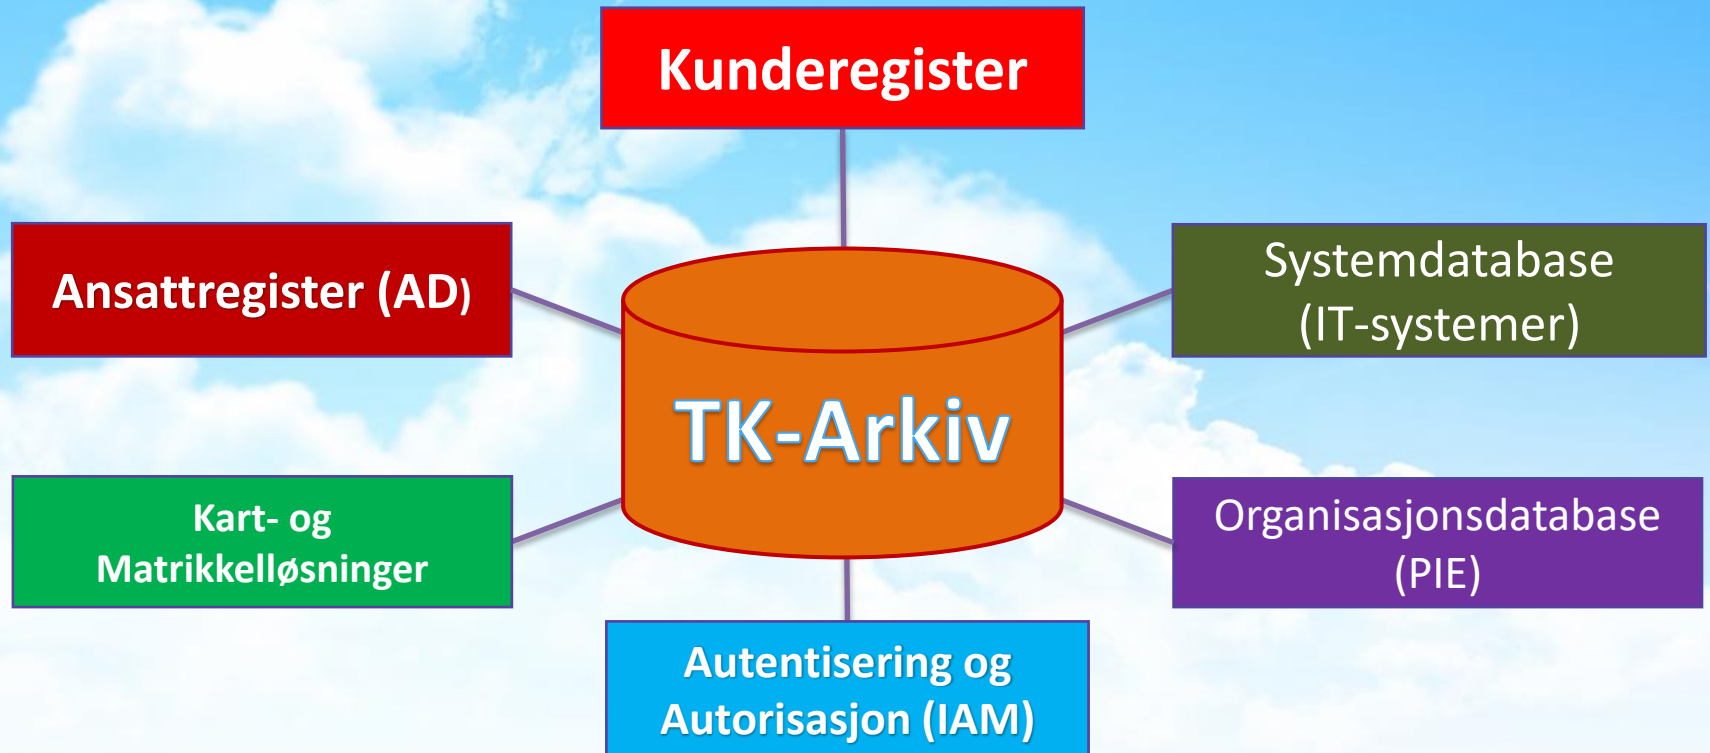 Kunderegister
Ansattregister (AD)
Systemdatabase
(IT-systemer)
TK-Arkiv
Kart- og
Matrikkelløsninger
Organisasjonsdatabase
(PIE)
Autentisering og
Autorisasjon (IAM)